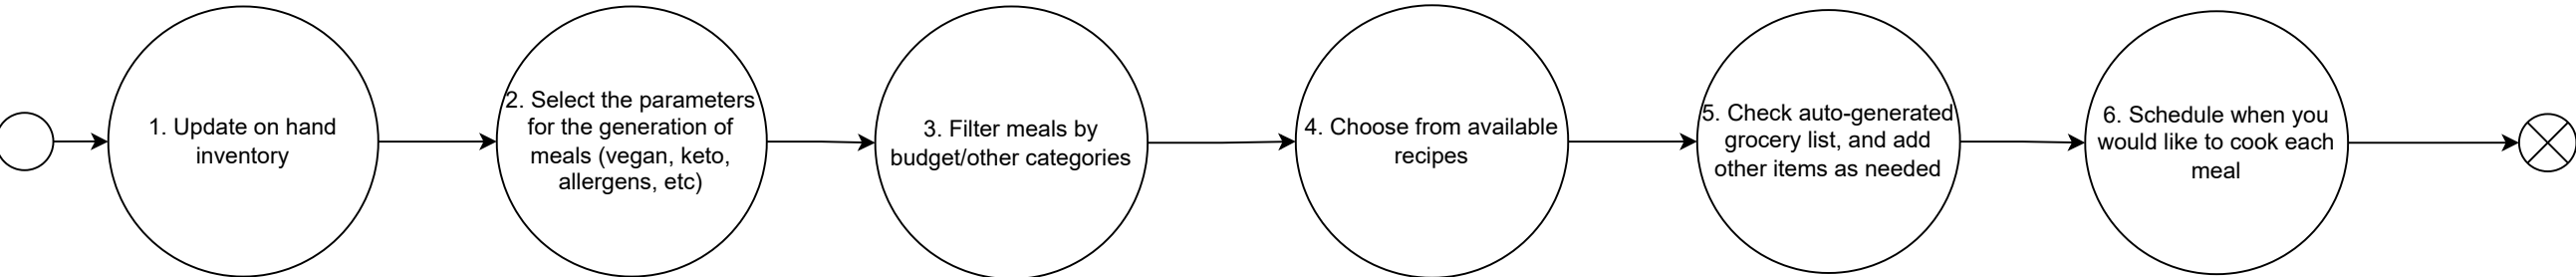 1. Update on hand
inventory
2. Select the parameters
for the generation of
meals (vegan, keto,
allergens, etc)
3. Filter meals by
budget/other categories
4. Choose from available
recipes
5. Check auto-generated
grocery list, and add
other items as needed
6. Schedule when you
would like to cook each
meal